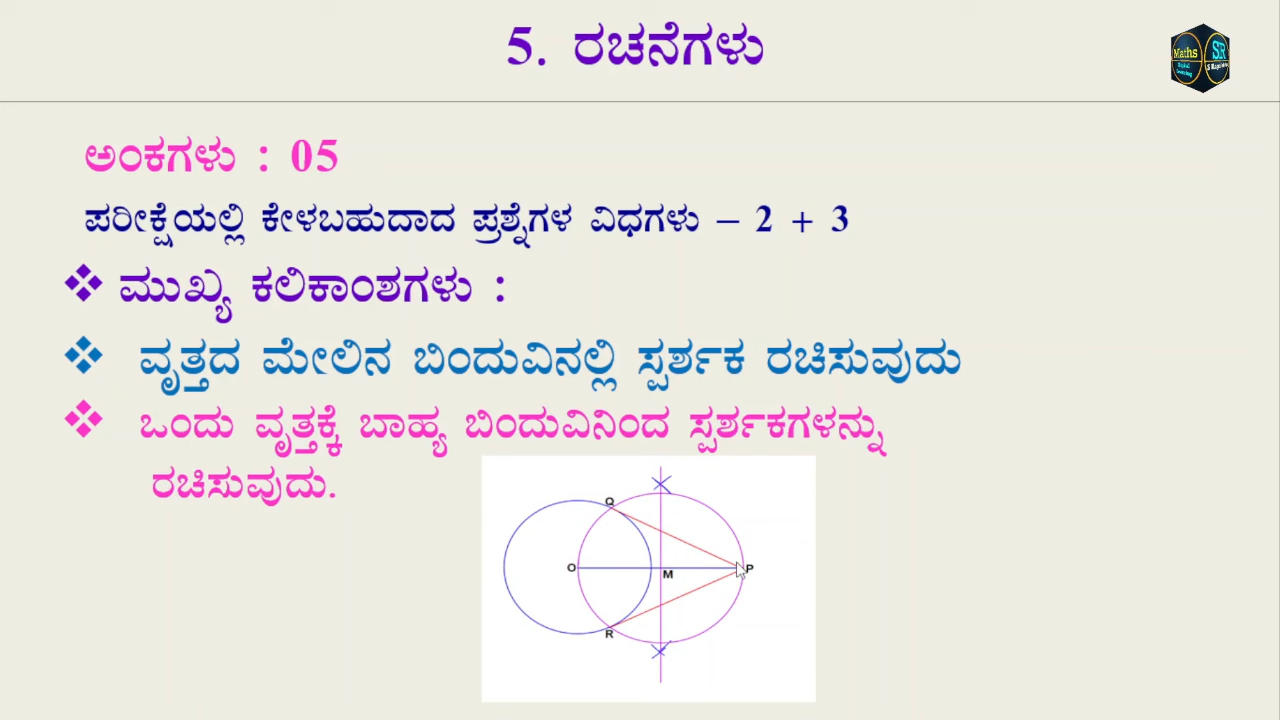 5. ರಚನೆಗಳು
Maths
SR
ಅಂಕಗಳು : 05
ಪರೀಕ್ಷೆಯಲ್ಲಿ ಕೇಳಬಹುದಾದ ಪ್ರಶ್ನೆಗಳ ವಿಧಗಳು – 2 + 3
❖ ಮುಖ್ಯ ಕಲಿಕಾಂಶಗಳು :
❖ ವೃತ್ತದ ಮೇಲಿನ ಬಿಂದುವಿನಲ್ಲಿ ಸ್ಪರ್ಶಕ ರಚಿಸುವುದು
❖ ಒಂದು ವೃತ್ತಕ್ಕೆ ಬಾಹ್ಯ ಬಿಂದುವಿನಿಂದ ಸ್ಪರ್ಶಕಗಳನ್ನು
ರಚಿಸುವುದು.
Q
O
M
P
R